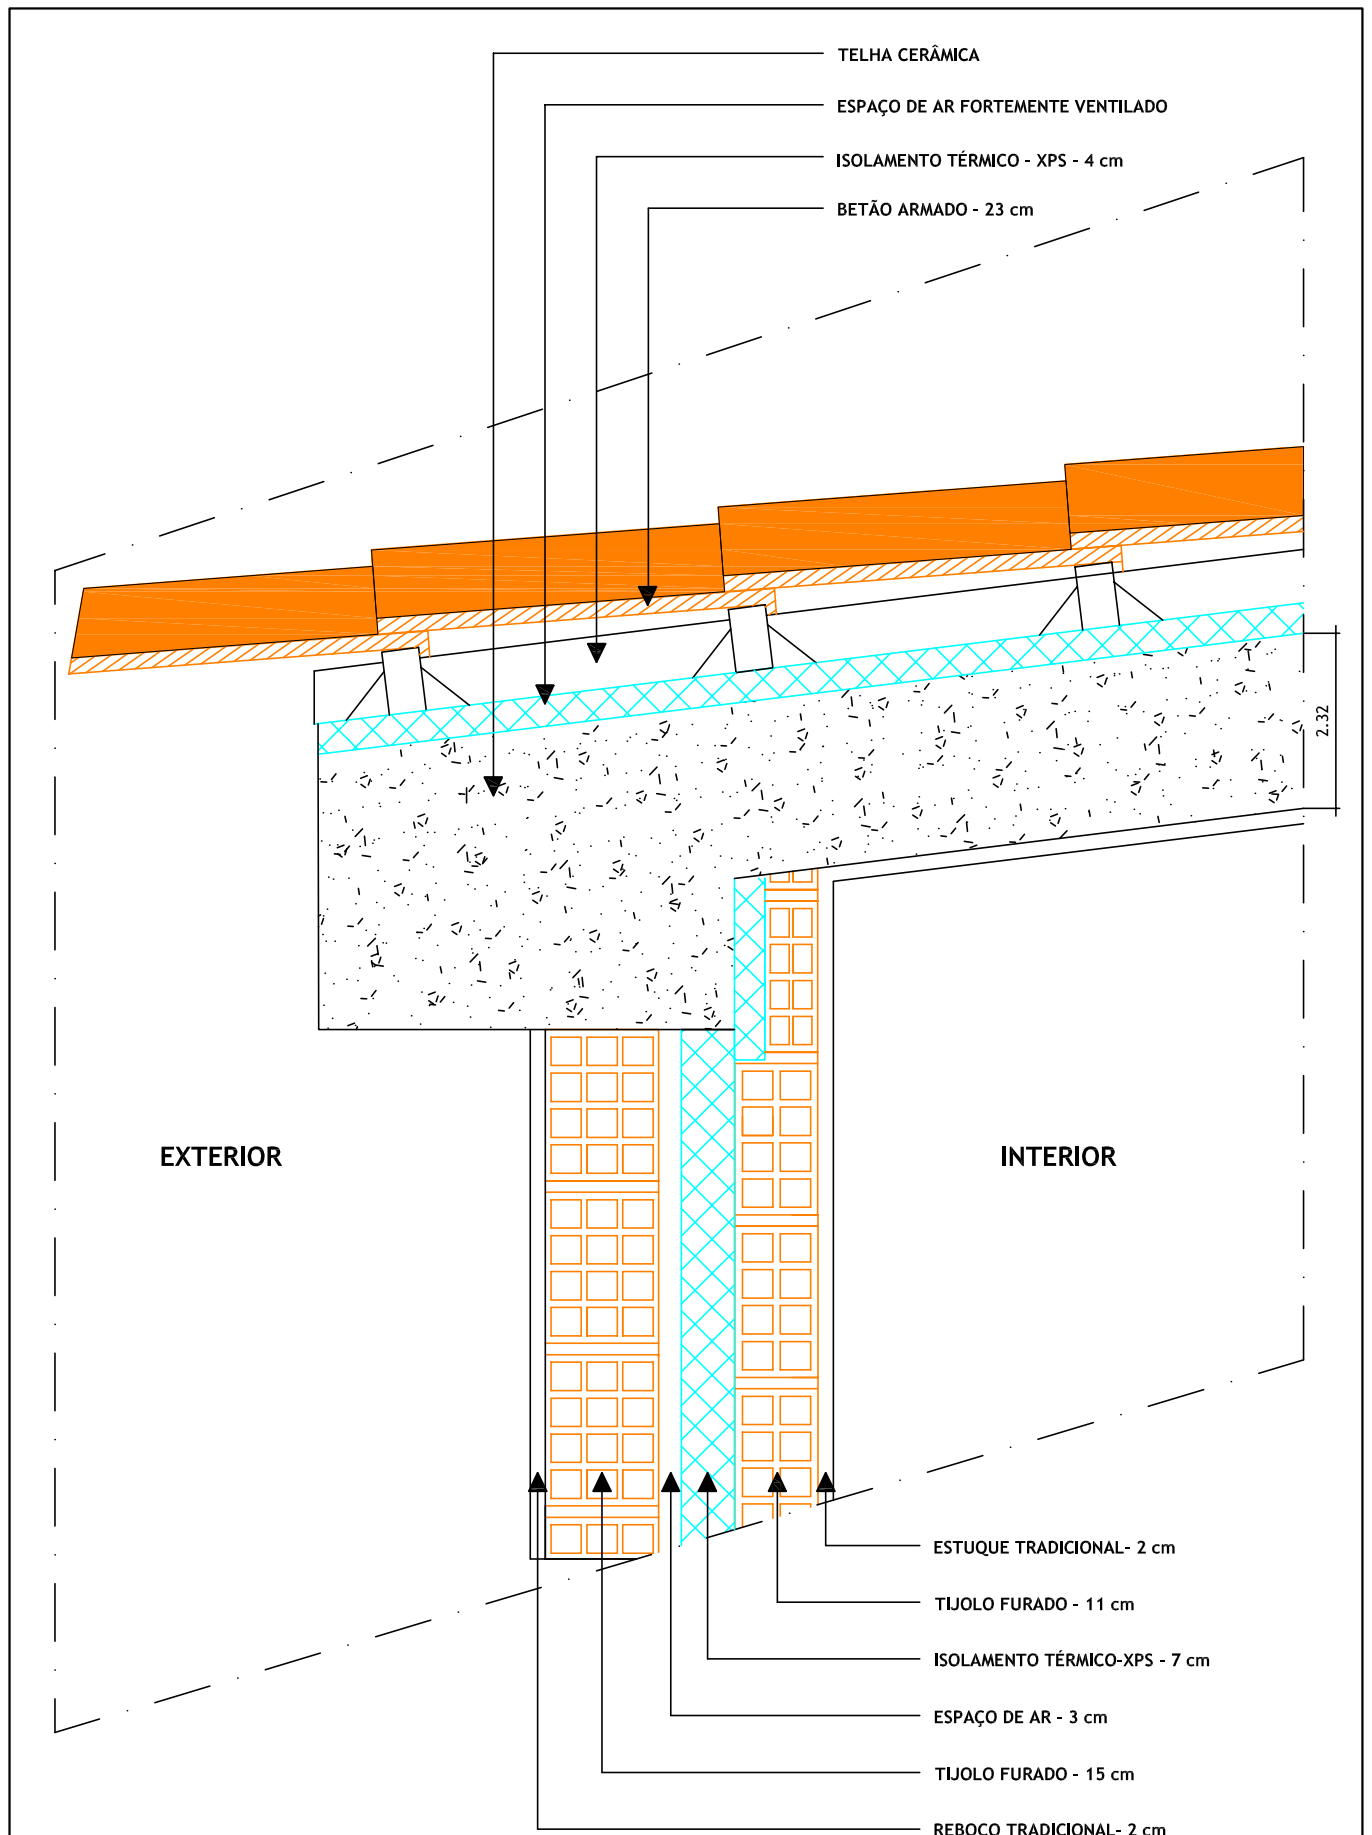 TELHA CERÂMICA
ESPAÇO DE AR FORTEMENTE VENTILADO
ISOLAMENTO TÉRMICO - XPS - 4 cm
BETÃO ARMADO - 23 cm
2.32
EXTERIOR
INTERIOR
ESTUQUE TRADICIONAL- 2 cm
TIJOLO FURADO - 11 cm
ISOLAMENTO TÉRMICO-XPS - 7 cm
ESPAÇO DE AR - 3 cm
TIJOLO FURADO - 15 cm
REBOCO TRADICIONAL- 2 cm